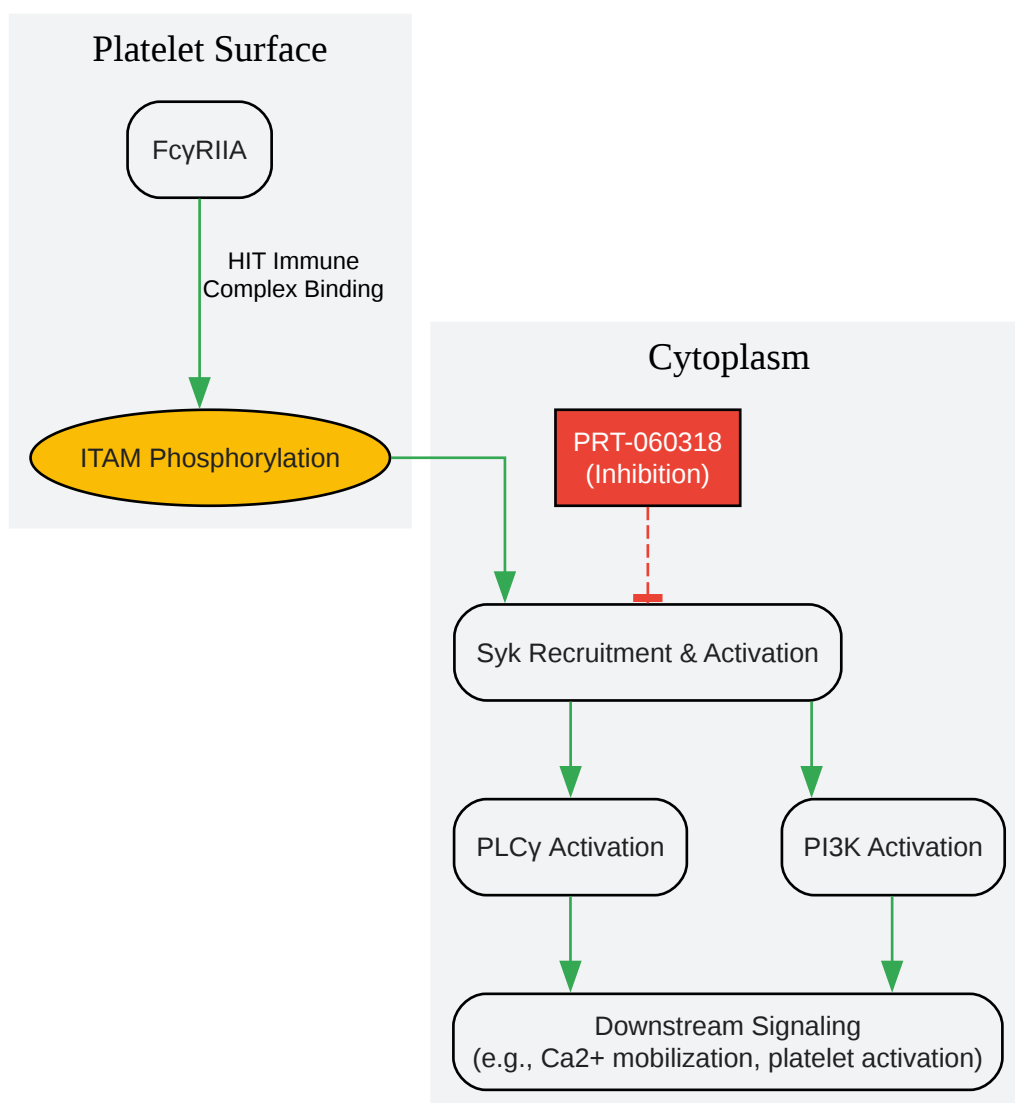 Platelet Surface
FcγRIIA
HIT Immune
Complex Binding
ITAM Phosphorylation
Cytoplasm
PRT-060318
(Inhibition)
Syk Recruitment & Activation
PLCγ Activation
PI3K Activation
Downstream Signaling
(e.g., Ca2+ mobilization, platelet activation)